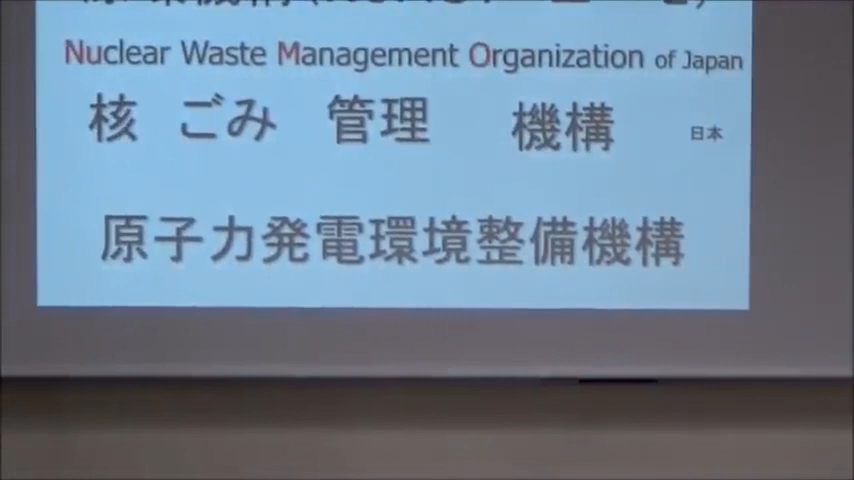 Nuclear Waste Management Organization of Japan
核 ごみ 管理 機構 日本
原子力発電環境整備機構